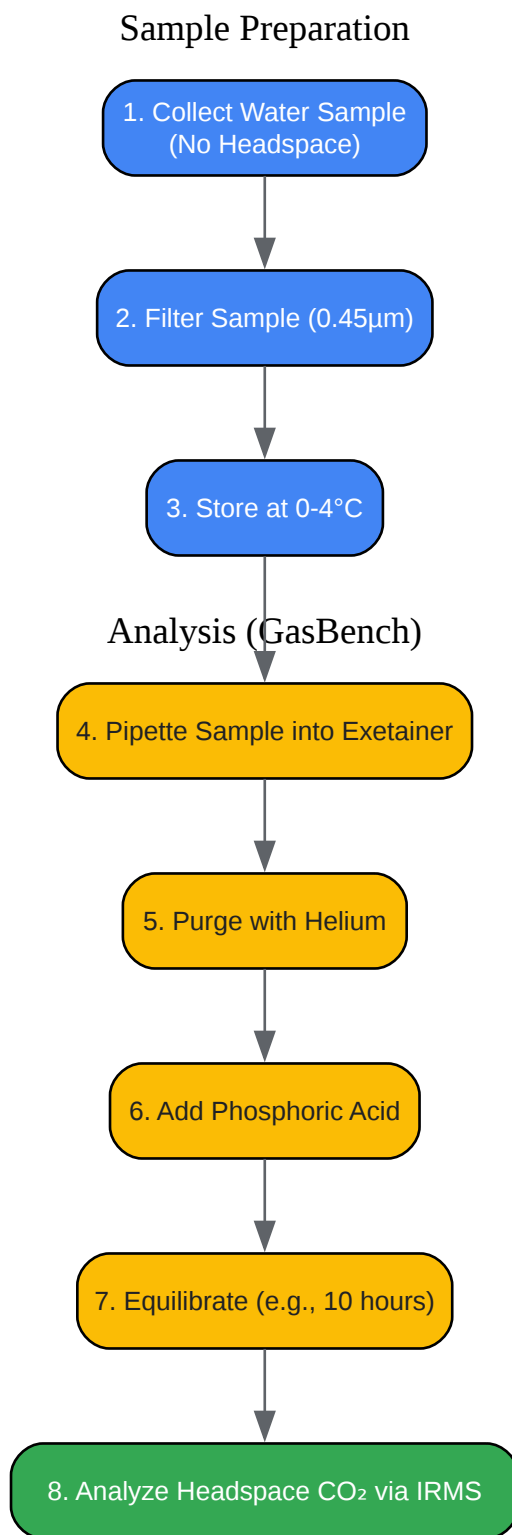 Sample Preparation
1. Collect Water Sample
(No Headspace)
2. Filter Sample (0.45µm)
3. Store at 0-4°C
Analysis (GasBench)
4. Pipette Sample into Exetainer
5. Purge with Helium
6. Add Phosphoric Acid
7. Equilibrate (e.g., 10 hours)
8. Analyze Headspace CO₂ via IRMS